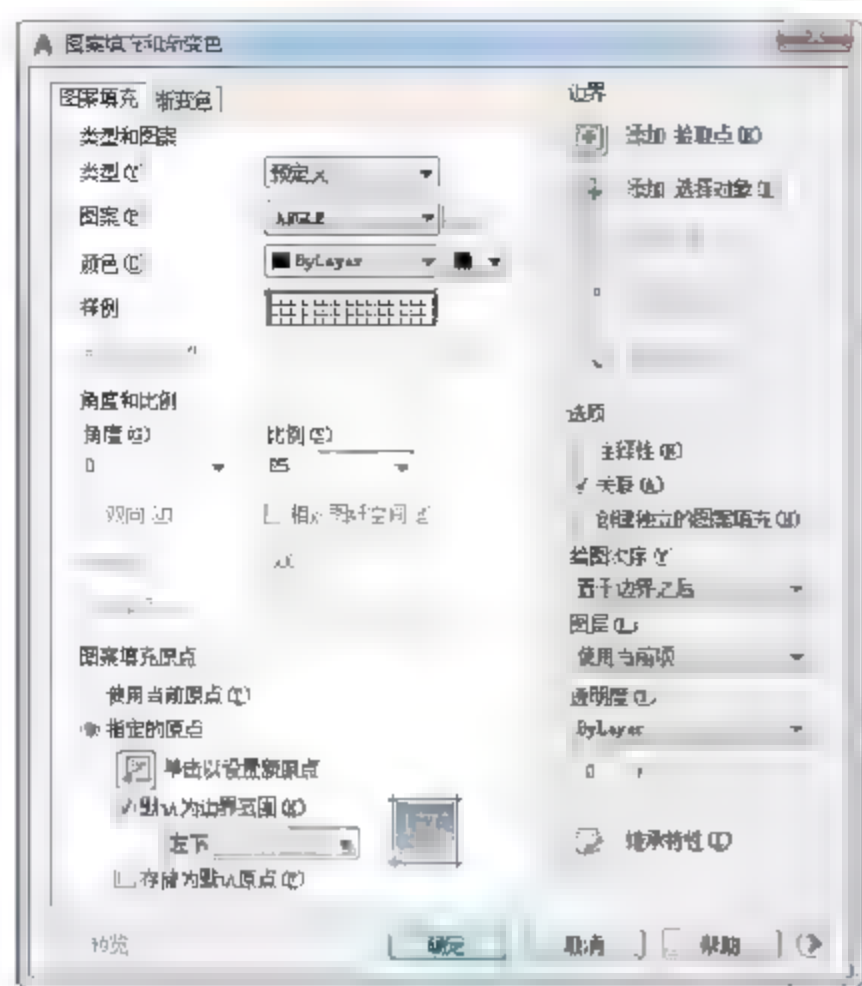 图案填充和渐变色
图案填充 渐变色
类型和图案
类型(Y)
预定义
图案(P)
ANGLE
颜色(C)
ByLayer
样例
角度和比例
角度(G)
比例(S)
0
85
双向
相对图纸空间
图案填充原点
使用当前原点(T)
指定的原点
单击以设置新原点
默认为边界范围(X)
左下
存储为默认原点(F)
预览
边界
添加 拾取点(K)
添加 选择对象
选项
注释性(N)
关联(A)
创建独立的图案填充(H)
绘图次序(W)
置于边界之后
图层(L)
使用当前项
透明度(T)
ByLayer
0
继承特性(I)
确定
取消
帮助